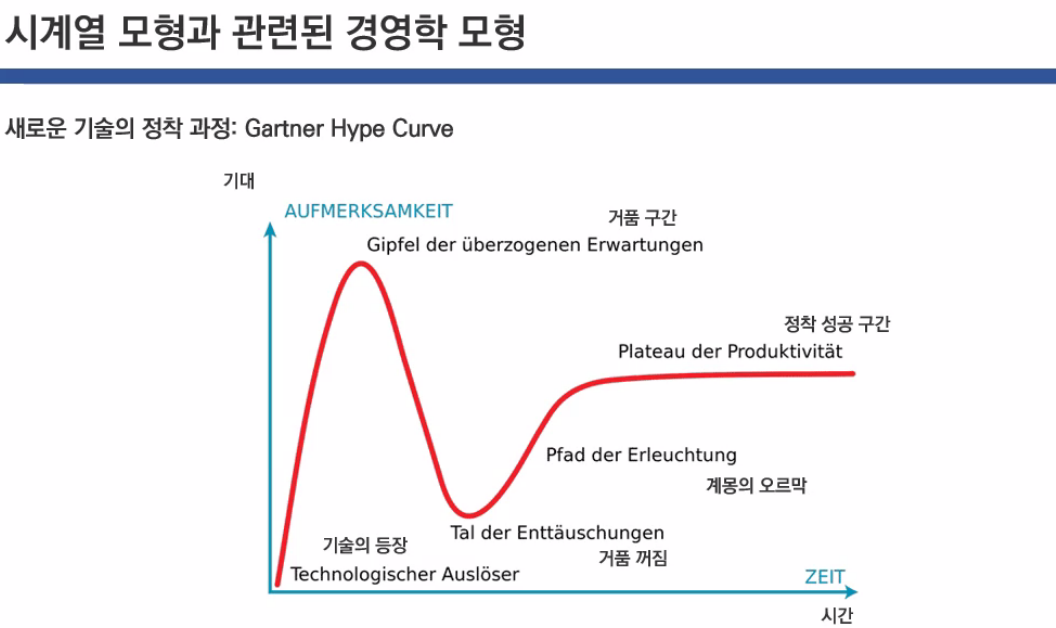 시계열 모형과 관련된 경영학 모형
새로운 기술의 정착 과정: Gartner Hype Curve
기대
AUFMERKSAMKEIT
거품 구간
Gipfel der überzogenen Erwartungen
정착 성공 구간
Plateau der Produktivität
Pfad der Erleuchtung
계몽의 오르막
Tal der Enttäuschungen
기술의 등장
거품 꺼짐
Technologischer Auslöser
ZEIT
시간